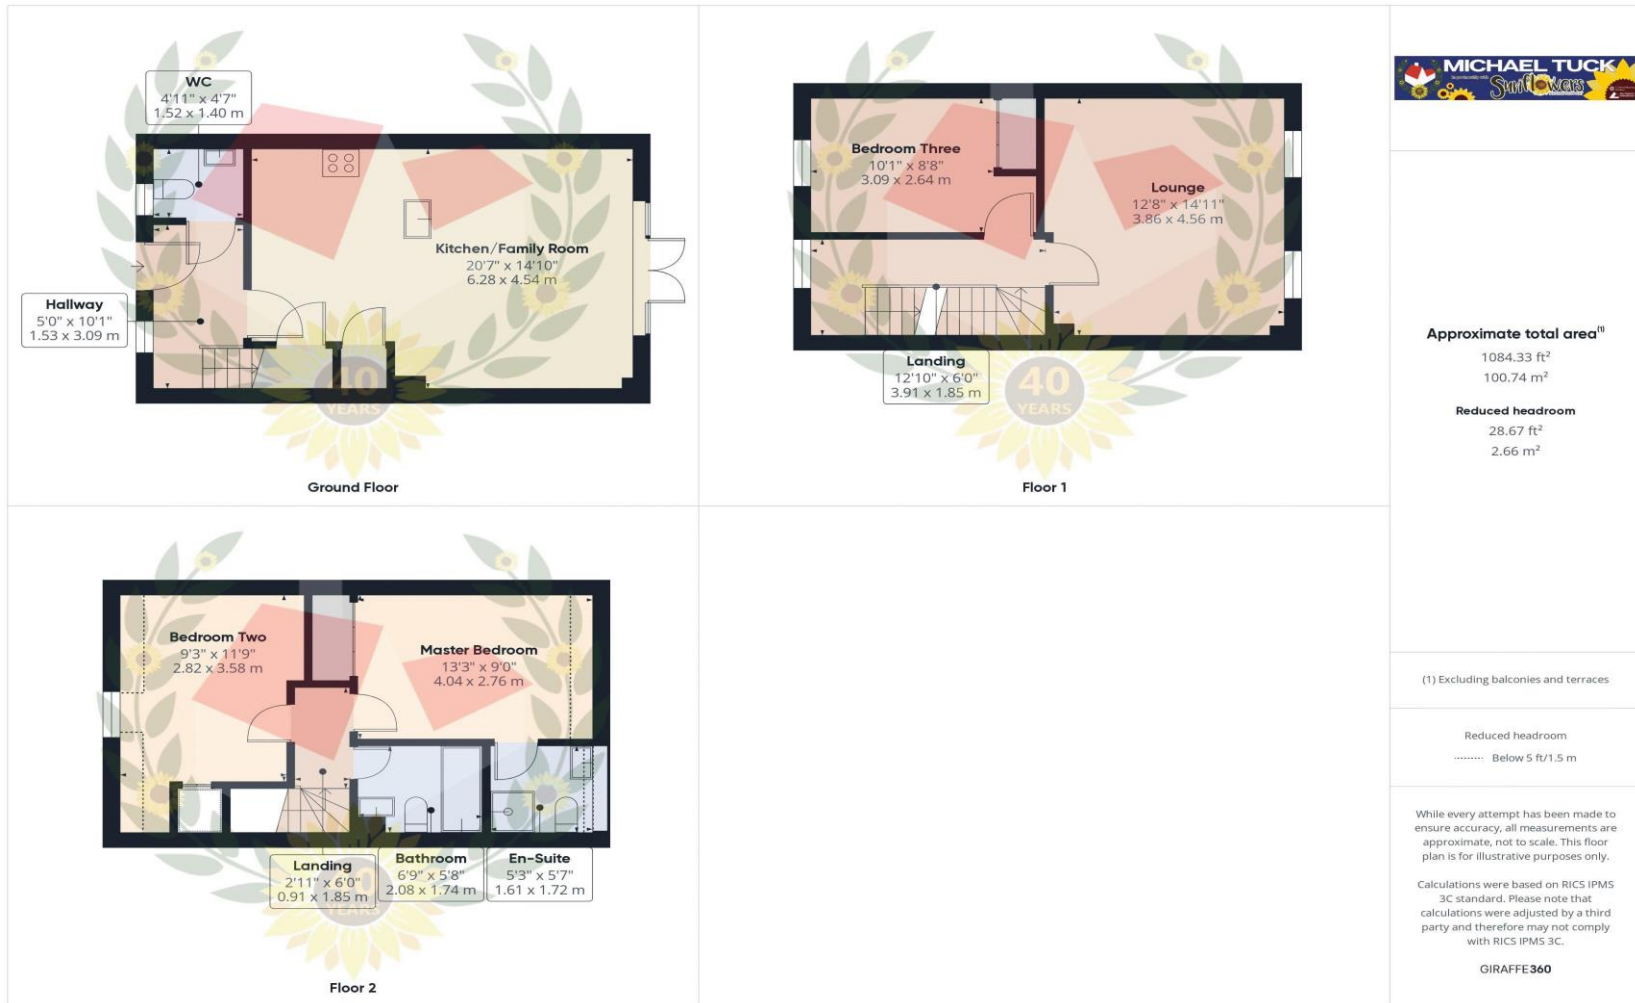 WC
4'11" x 4'7"
1.52 x 1.40 m
Kitchen/Family Room
20'7" x 14'10"
6.28 x 4.54 m
Hallway
5'0" x 10'1"
1.53 x 3.09 m
40
YEARS
Ground Floor
Bedroom Three
10'1" x 8'8"
3.09 x 2.64 m
Lounge
12'8" x 14'11"
3.86 x 4.56 m
Landing
12'10" x 6'0"
3.91 x 1.85 m
40
YEARS
Floor 1
Bedroom Two
9'3" x 11'9"
2.82 x 3.58 m
Master Bedroom
13'3" x 9'0"
4.04 x 2.76 m
Landing
2'11" x 6'0"
0.91 x 1.85 m
Bathroom
6'9" x 5'8"
2.08 x 1.74 m
En-Suite
5'3" x 5'7"
1.61 x 1.72 m
YEARS
Floor 2
MICHAEL TUCK
Sunflowers
Approximate total area(1)
1084.33 ft²
100.74 m²
Reduced headroom
28.67 ft²
2.66 m²
(1) Excluding balconies and terraces
Reduced headroom
Below 5 ft/1.5 m
While every attempt has been made to
ensure accuracy, all measurements are
approximate, not to scale. This floor
plan is for illustrative purposes only.
Calculations were based on RICS IPMS
3C standard. Please note that
calculations were adjusted by a third
party and therefore may not comply
with RICS IPMS 3C.
GIRAFFE360